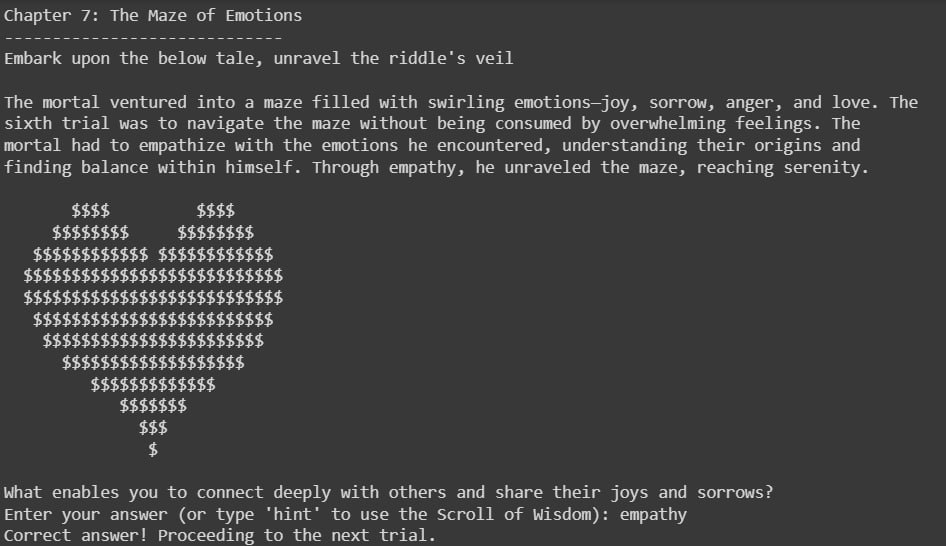 Chapter 7: The Maze of Emotions
-----------------------------
Embark upon the below tale, unravel the riddle's veil
The mortal ventured into a maze filled with swirling emotions—joy, sorrow, anger, and love. The
sixth trial was to navigate the maze without being consumed by overwhelming feelings. The
mortal had to empathize with the emotions he encountered, understanding their origins and
finding balance within himself. Through empathy, he unraveled the maze, reaching serenity.
       $$$$         $$$$
     $$$$$$$$     $$$$$$$$
   $$$$$$$$$$$$ $$$$$$$$$$$$
  $$$$$$$$$$$$$$$$$$$$$$$$$$$
  $$$$$$$$$$$$$$$$$$$$$$$$$$$
   $$$$$$$$$$$$$$$$$$$$$$$$$
    $$$$$$$$$$$$$$$$$$$$$$$
      $$$$$$$$$$$$$$$$$$$
         $$$$$$$$$$$$$
            $$$$$$$
              $$$
               $
What enables you to connect deeply with others and share their joys and sorrows?
Enter your answer (or type 'hint' to use the Scroll of Wisdom): empathy
Correct answer! Proceeding to the next trial.